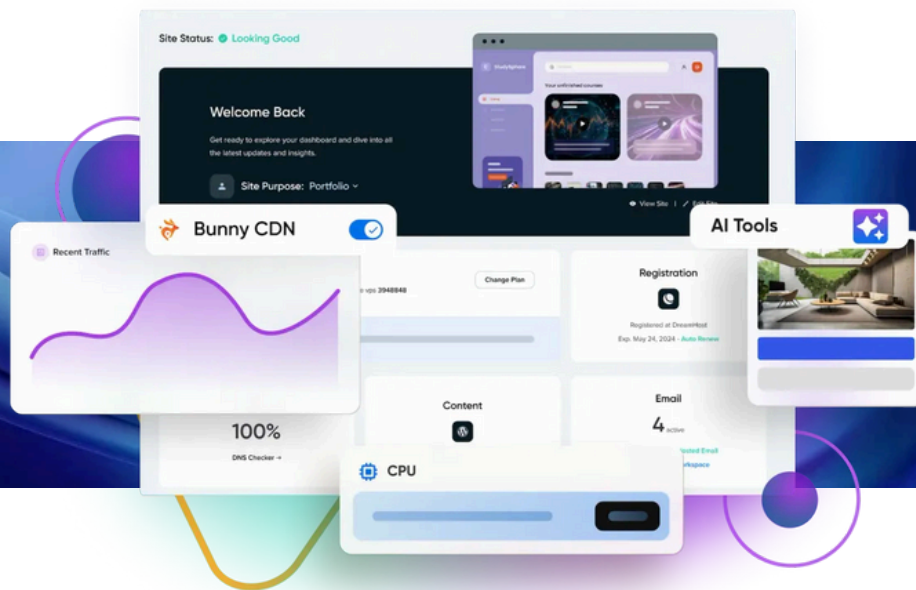 Site Status: Looking Good
Welcome Back
Get ready to explore your dashboard and dive into all
the latest updates and insights.
Site Purpose: Portfolio
Your unfinished courses
View Site | Edit Site
Bunny CDN
AI Tools
Recent Traffic
vps 3948848
Change Plan
Registration
Registered at DreamHost
Exp. May 24, 2024 - Auto Renew
100%
DNS Checker →
Content
Email
4 active
CPU